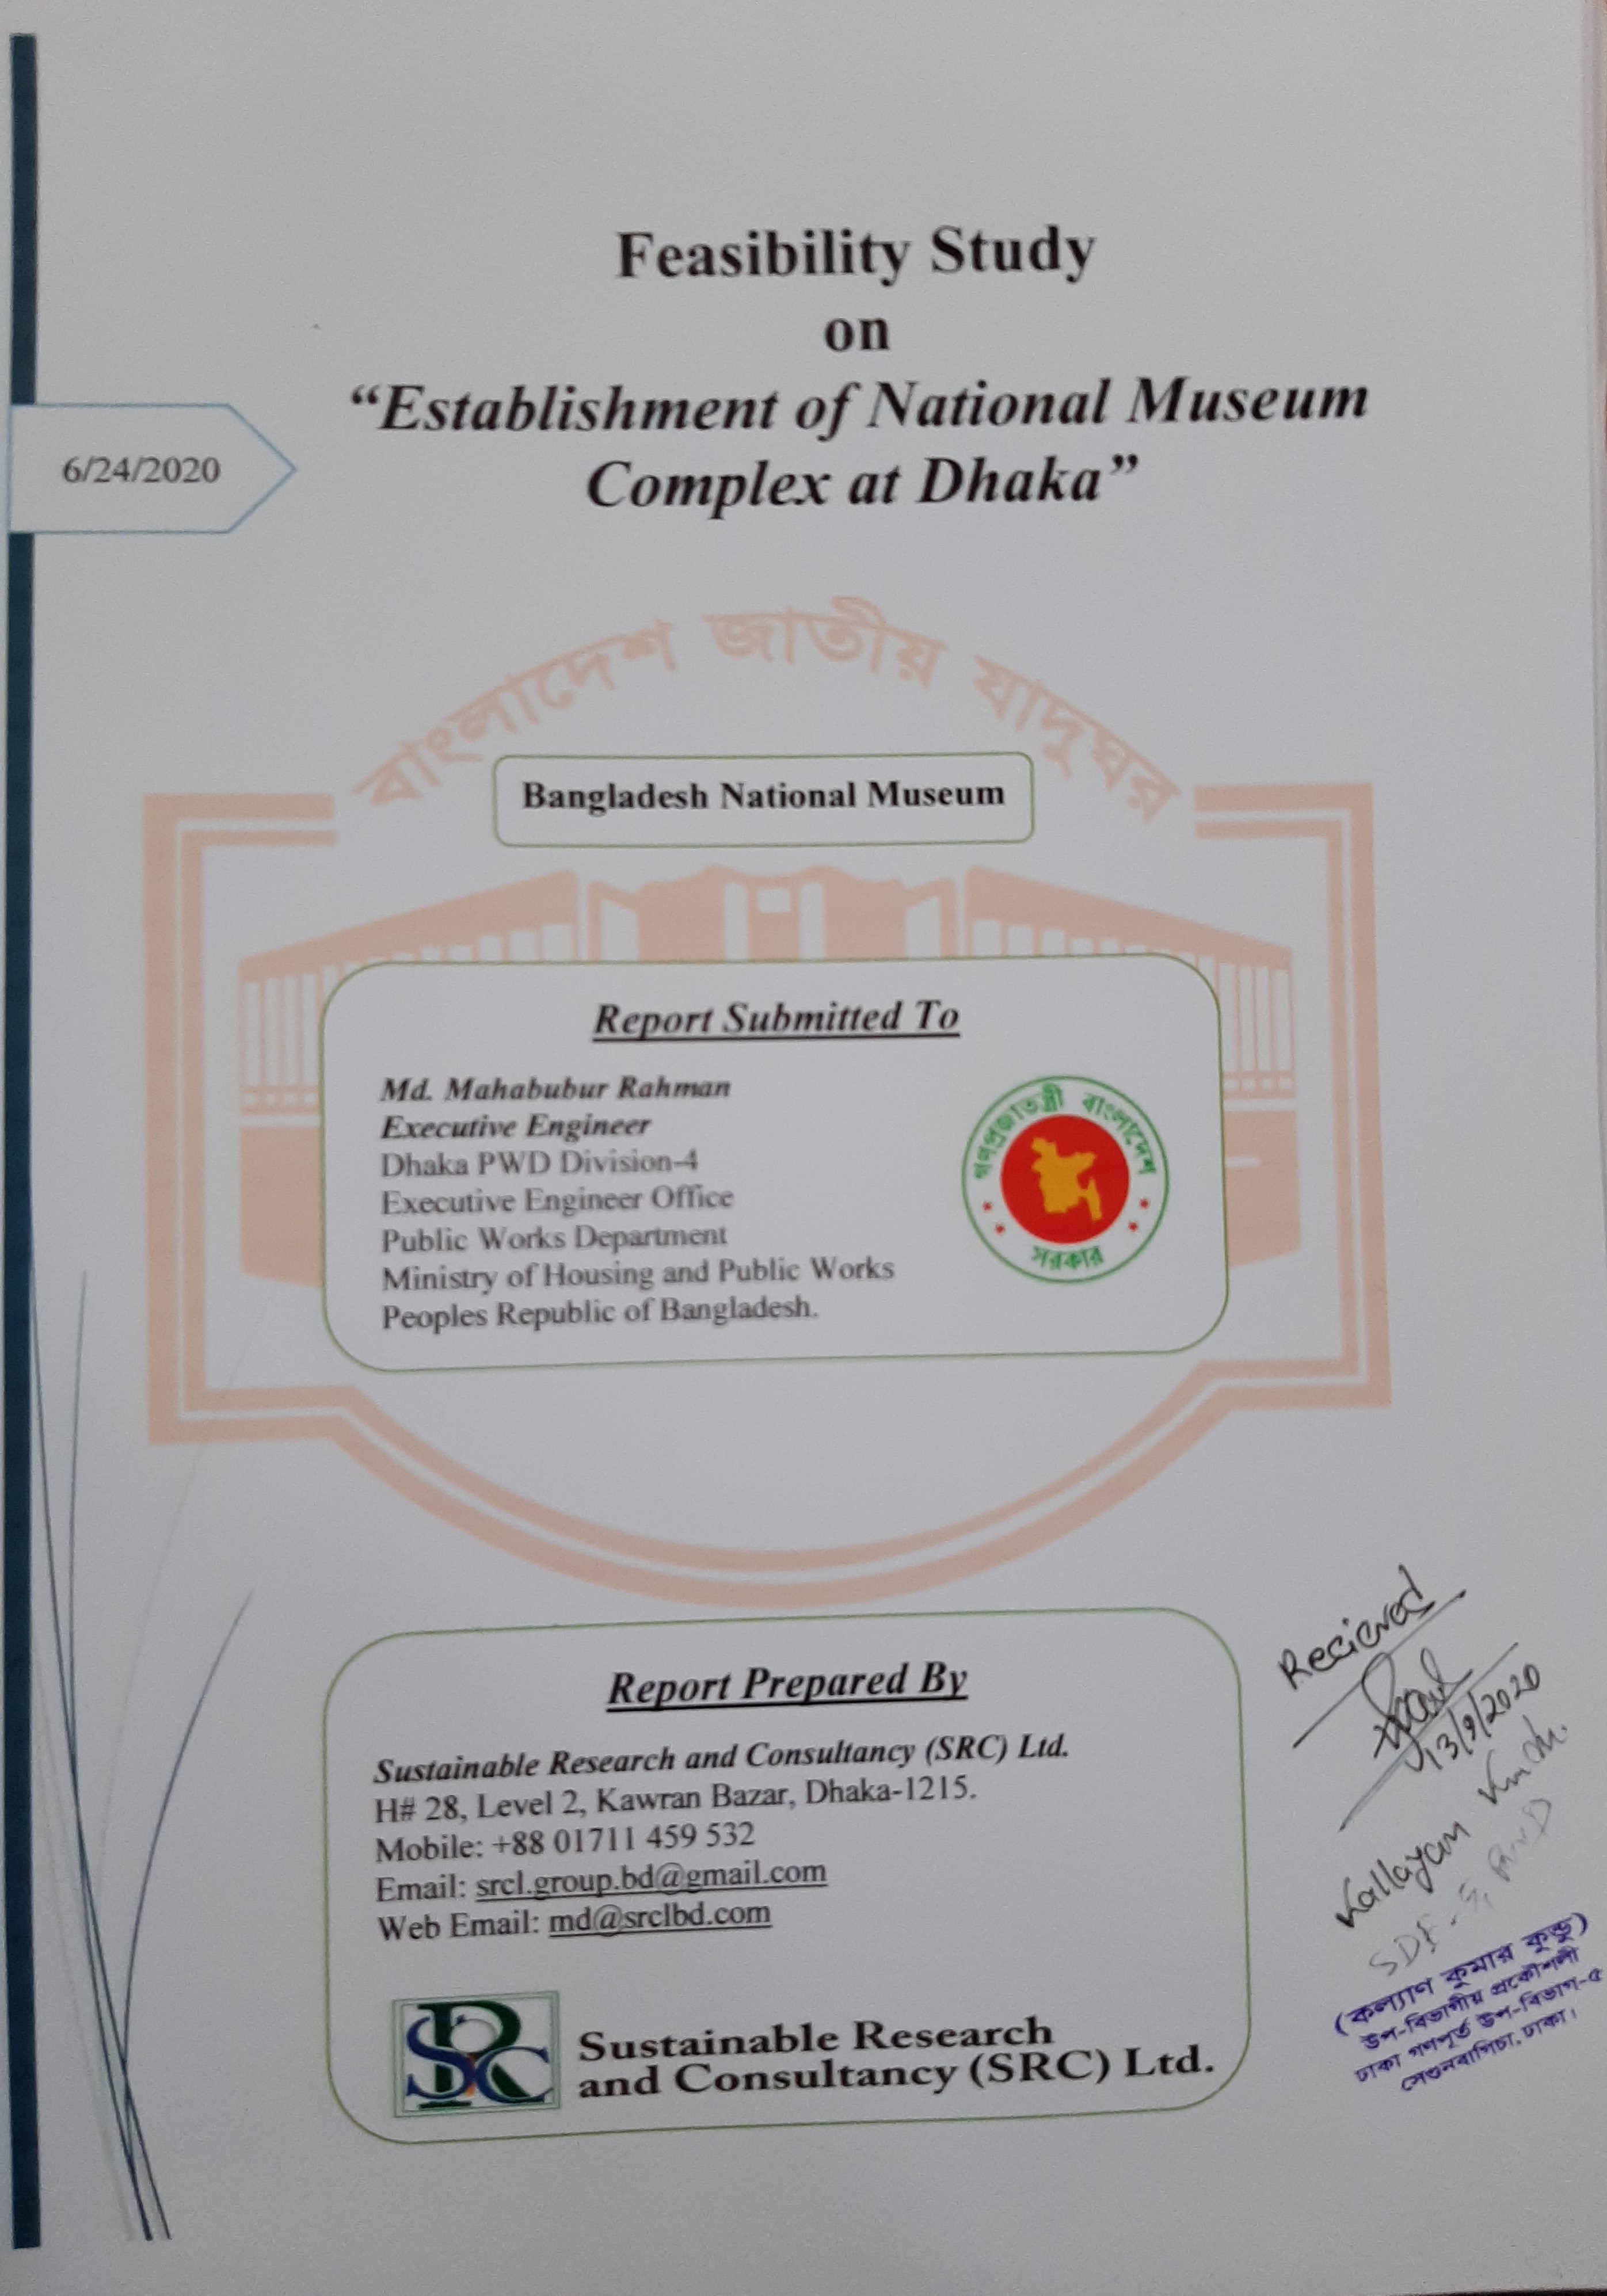 Feasibility Study
on
“Establishment of National Museum
Complex at Dhaka”
6/24/2020
বাংলাদেশ জাতীয় যাদুঘর
Bangladesh National Museum
Report Submitted To
Md. Mahabubur Rahman
Executive Engineer
Dhaka PWD Division-4
Executive Engineer Office
Public Works Department
Ministry of Housing and Public Works
Peoples Republic of Bangladesh.
গণপ্রজাতন্ত্রী বাংলাদেশ
সরকার
Report Prepared By
Sustainable Research and Consultancy (SRC) Ltd.
H# 28, Level 2, Kawran Bazar, Dhaka-1215.
Mobile: +88 01711 459 532
Email: srcl.group.bd@gmail.com
Web Email: md@srclbd.com
SRC
Sustainable Research
and Consultancy (SRC) Ltd.
Recieved
13/9/2020
Kallayan
(কল্যাণ কুমার কুন্ডু)
উপ-বিভাগীয় প্রকৌশলী
ঢাকা গণপূর্ত উপ-বিভাগ-৫
সেগুনবাগিচা, ঢাকা।